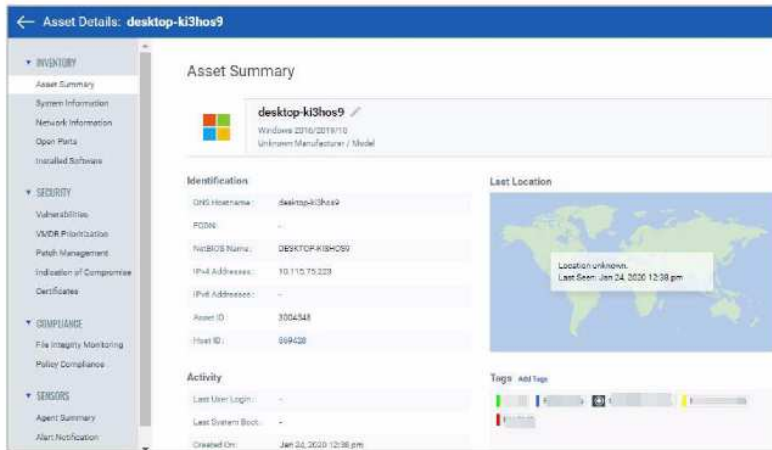 Asset Details: desktop-ki3hos9
INVENTORY
Asset Summary
System Information
Network Information
Open Ports
Installed Software
SECURITY
Vulnerabilities
VMDR Prioritization
Patch Management
Indication of Compromise
Certificates
COMPLIANCE
File Integrity Monitoring
Policy Compliance
SENSORS
Agent Summary
Alert Notification
Asset Summary
desktop-ki3hos9
Windows 2016/2019/10
Unknown Manufacturer / Model
Identification
DNS Hostname: desktop-ki3hos9
FQDN: -
NetBIOS Name: DESKTOP-KI3HOS9
IPv4 Addresses: 10.115.75.223
IPv6 Addresses: -
Asset ID: 3004348
Host ID: 869428
Activity
Last User Login: -
Last System Boot: -
Created On: Jan 24, 2020 12:38 pm
Last Location
Location unknown.
Last Seen: Jan 24, 2020 12:38 pm
Tags Add Tags